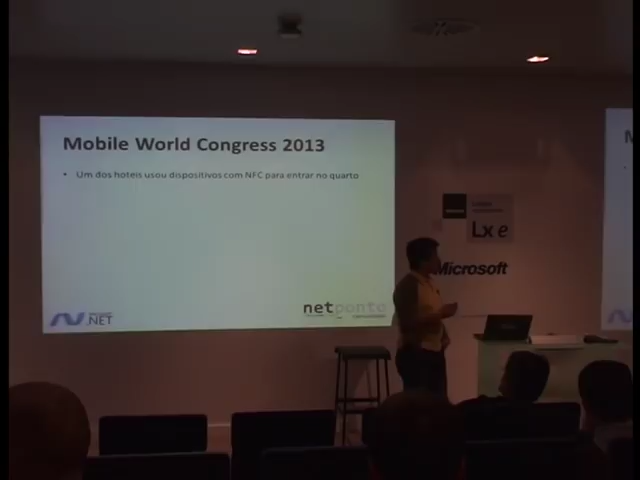 Mobile World Congress 2013
• Um dos hoteis usou dispositivos com NFC para entrar no quarto
.NET
netponto
Lx e
Microsoft
M